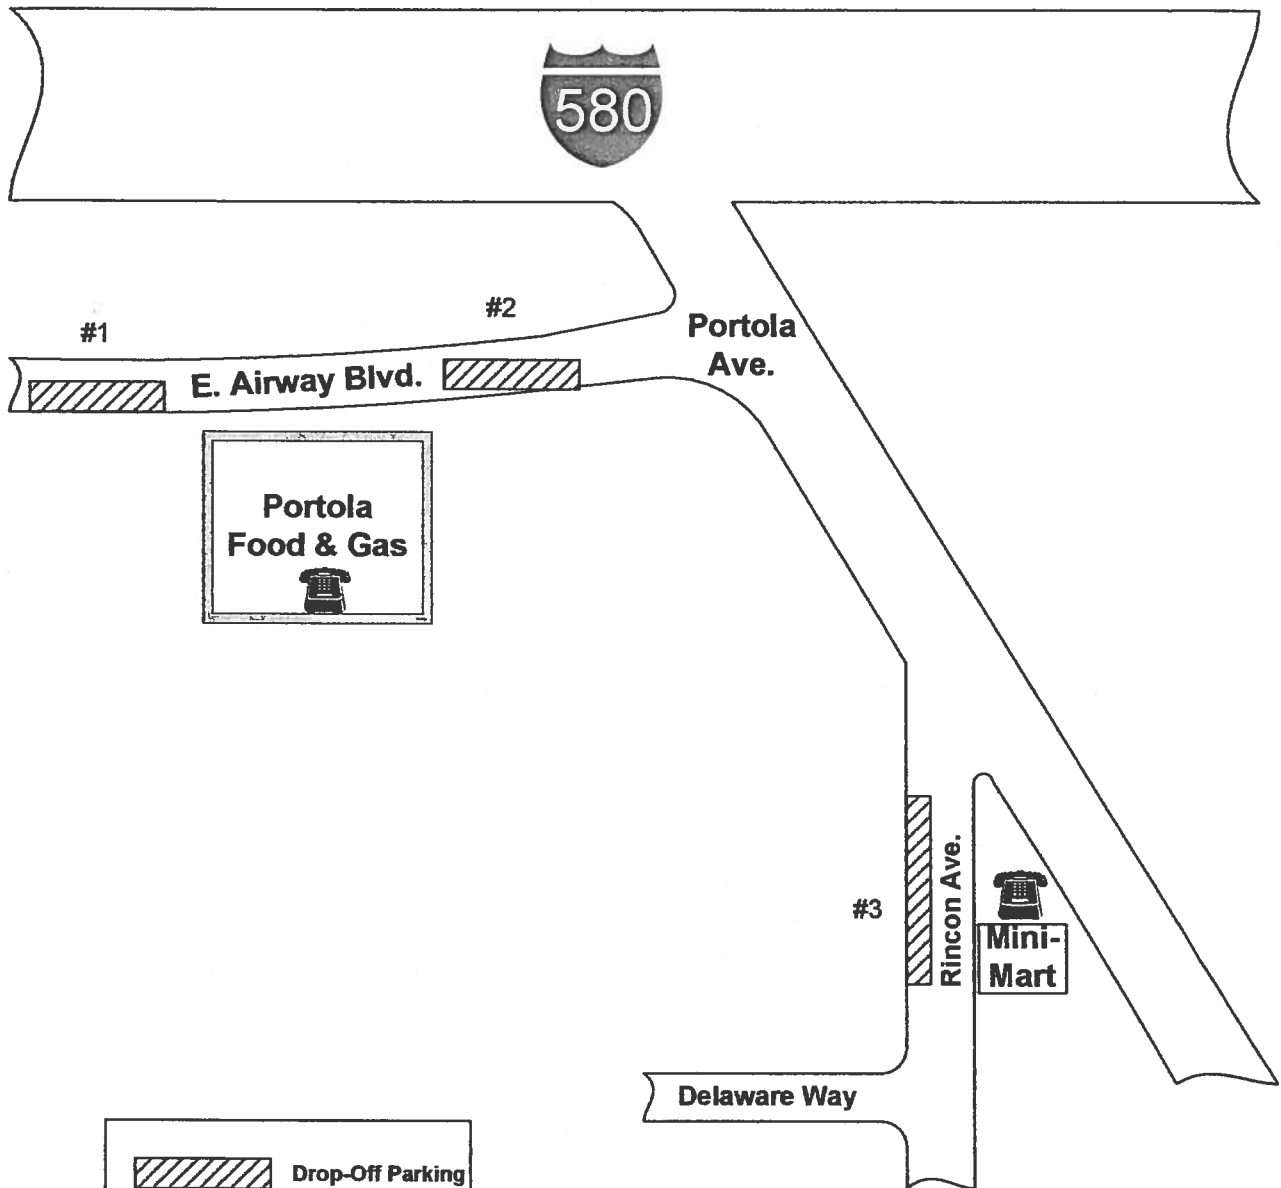 580
#2
#1
Portola
Ave.
E. Airway Blvd.
Portola
Food & Gas
#3
Rincon Ave.
Mini-
Mart
Delaware Way
Drop-Off Parking